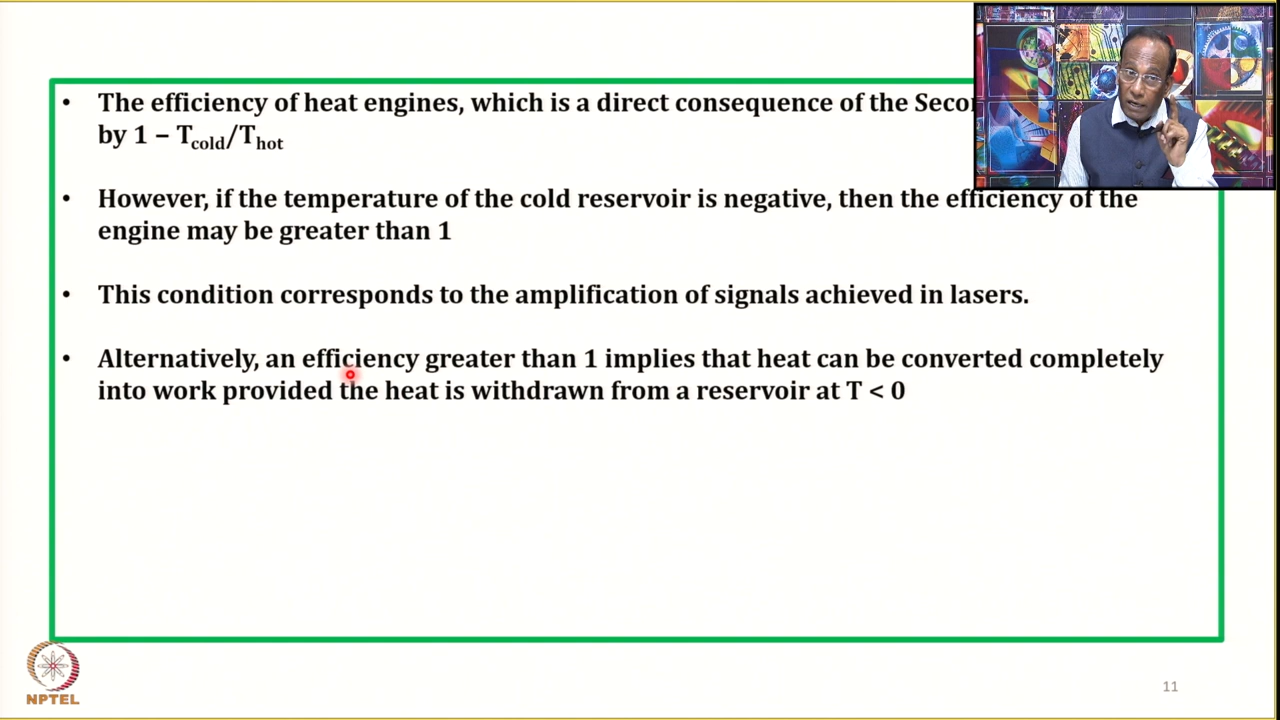 • The efficiency of heat engines, which is a direct consequence of the
by 1 – Tcold/Thot
• However, if the temperature of the cold reservoir is negative, then the efficiency of the
engine may be greater than 1
• This condition corresponds to the amplification of signals achieved in lasers.
• Alternatively, an efficiency greater than 1 implies that heat can be converted completely
into work provided the heat is withdrawn from a reservoir at T < 0
NPTEL
11